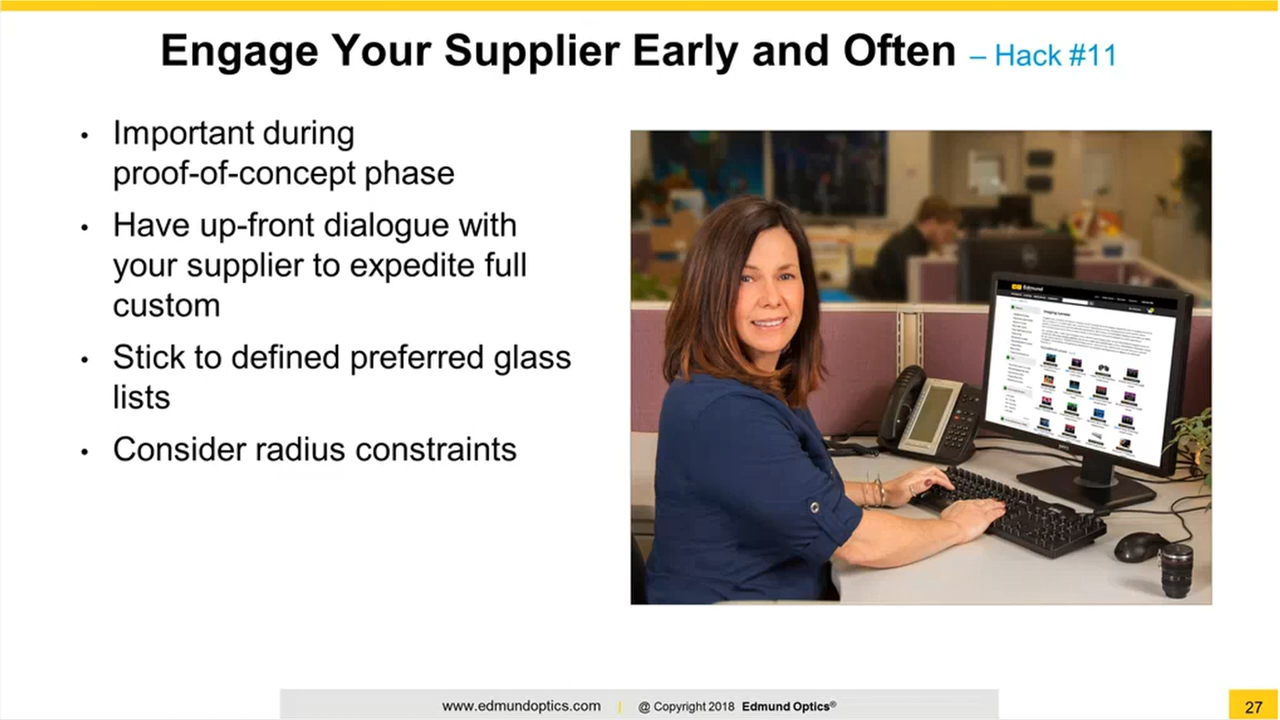 Engage Your Supplier Early and Often – Hack #11
• Important during
proof-of-concept phase
• Have up-front dialogue with
your supplier to expedite full
custom
• Stick to defined preferred glass
lists
• Consider radius constraints
Edmund
www.edmundoptics.com | @ Copyright 2018 Edmund Optics®
27